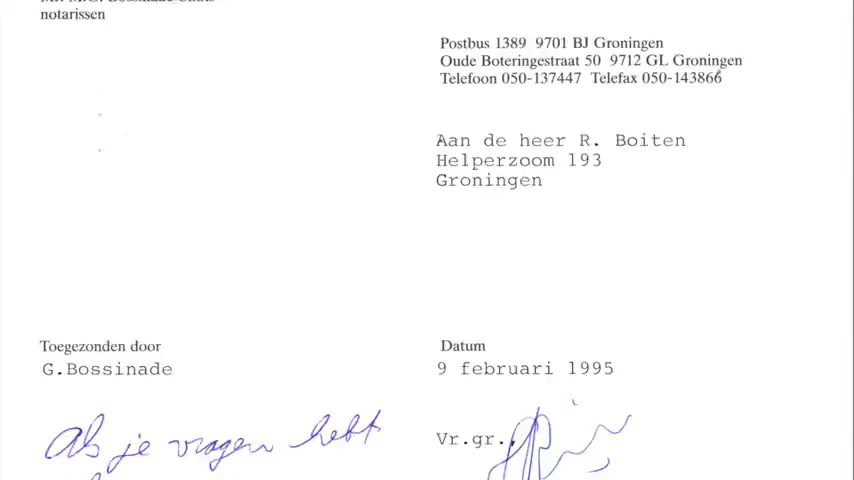 notarissen
Postbus 1389 9701 BJ Groningen
Oude Boteringestraat 50 9712 GL Groningen
Telefoon 050-137447 Telefax 050-143866
Aan de heer R. Boiten
Helperzoom 193
Groningen
Toegezonden door
G.Bossinade
Datum
9 februari 1995
Als je vragen hebt
Vr.gr.,